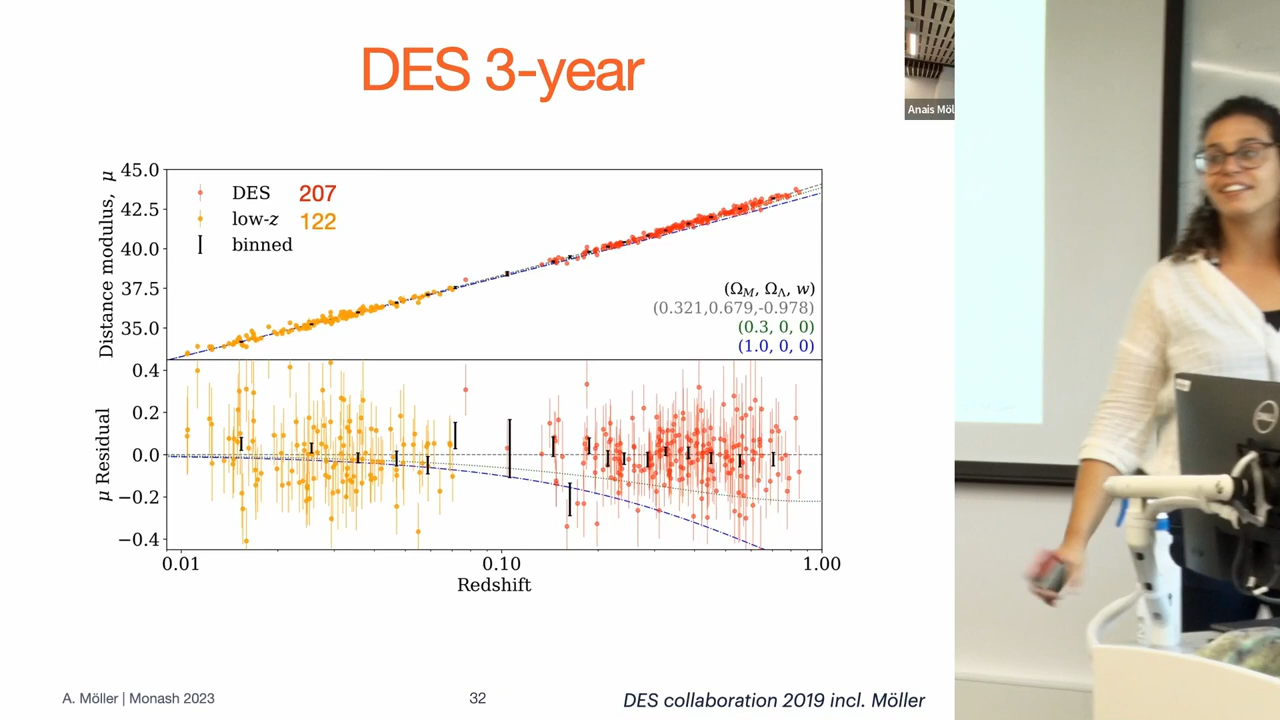 DES 3-year
Anais Möl
45.0
42.5
40.0
37.5
35.0
Distance modulus, μ
DES 207
low-z 122
binned
(Ω_M, Ω_Λ, w)
(0.321,0.679,-0.978)
(0.3, 0, 0)
(1.0, 0, 0)
0.4
0.2
0.0
−0.2
−0.4
μ Residual
0.01 0.10 1.00
Redshift
A. Möller | Monash 2023
32
DES collaboration 2019 incl. Möller
DELL